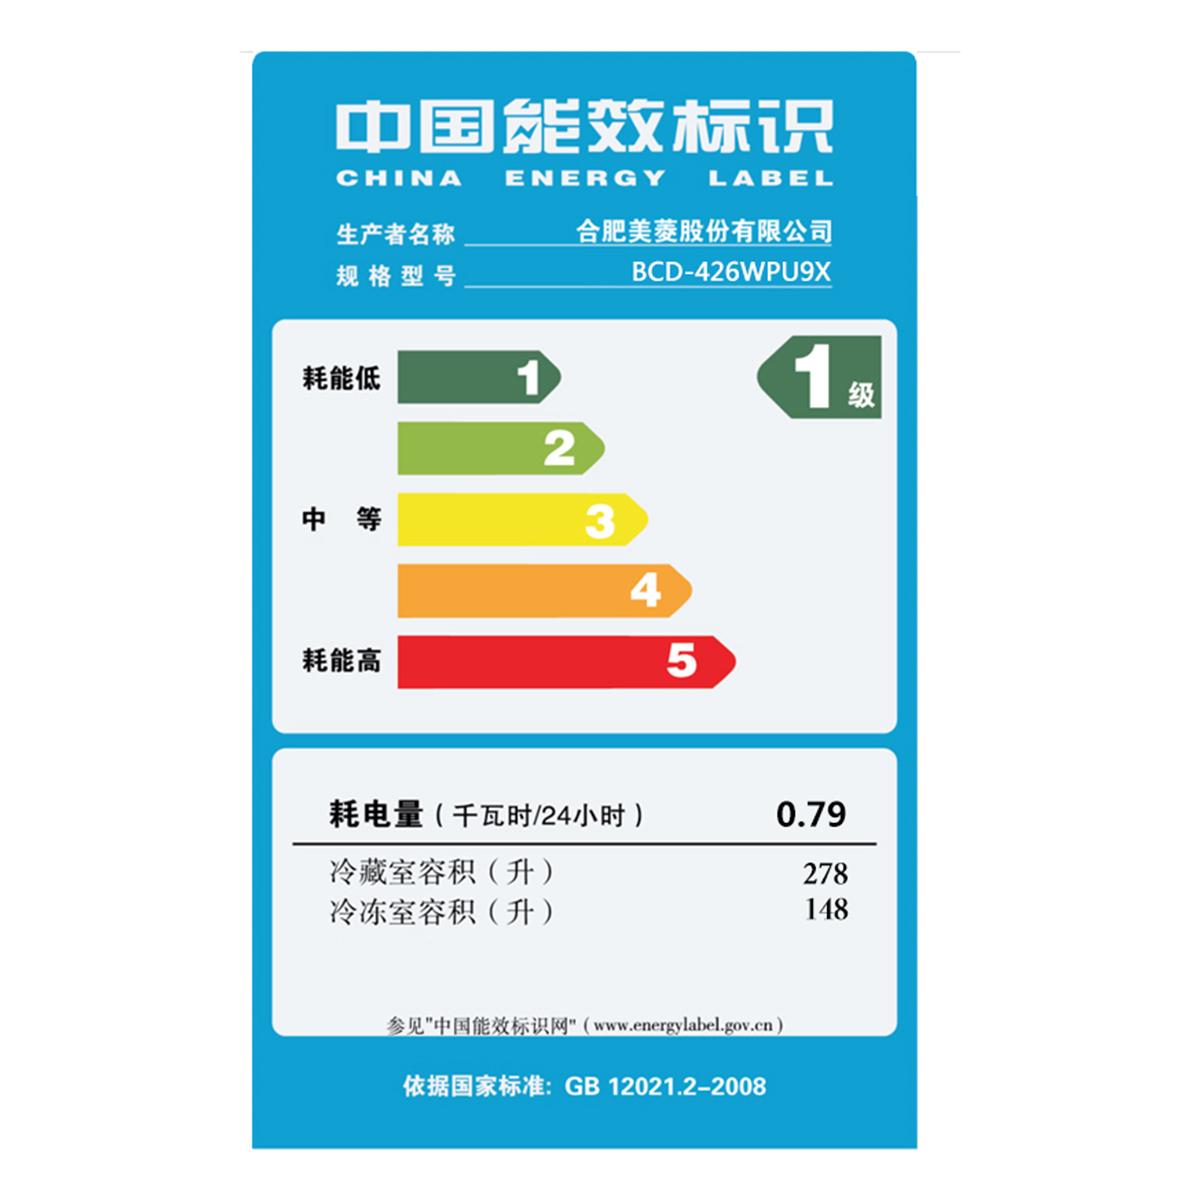 中国能效标识
CHINA ENERGY LABEL
生产者名称 合肥美菱股份有限公司
规格型号 BCD-426WPU9X
耗能低 1 1级
2
中 等 3
4
耗能高 5
耗电量（千瓦时/24小时） 0.79
冷藏室容积（升） 278
冷冻室容积（升） 148
参见"中国能效标识网"（www.energylabel.gov.cn）
依据国家标准: GB 12021.2-2008